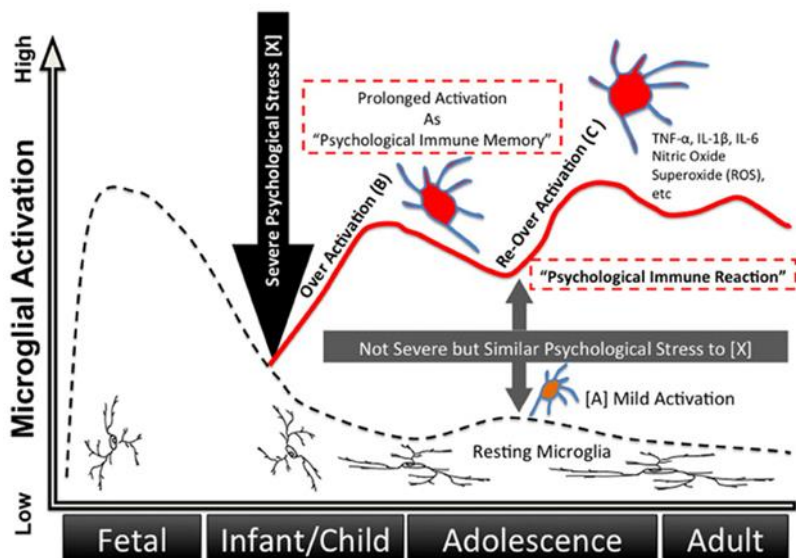 High
Microglial Activation
Low
Severe Psychological Stress [X]
Prolonged Activation
As
“Psychological Immune Memory”
Over Activation (B)
Re-Over Activation (C)
TNF-α, IL-1β, IL-6
Nitric Oxide
Superoxide (ROS),
etc
“Psychological Immune Reaction”
Not Severe but Similar Psychological Stress to [X]
[A] Mild Activation
Resting Microglia
Fetal
Infant/Child
Adolescence
Adult